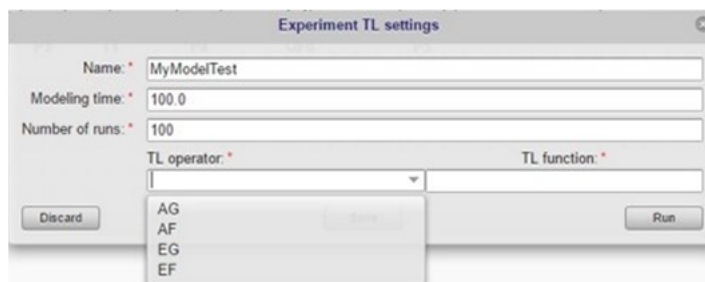 Experiment TL settings
Name: * MyModelTest
Modeling time: * 100.0
Number of runs: * 100
TL operator: * TL function: *
Discard Save Run
AG
AF
EG
EF